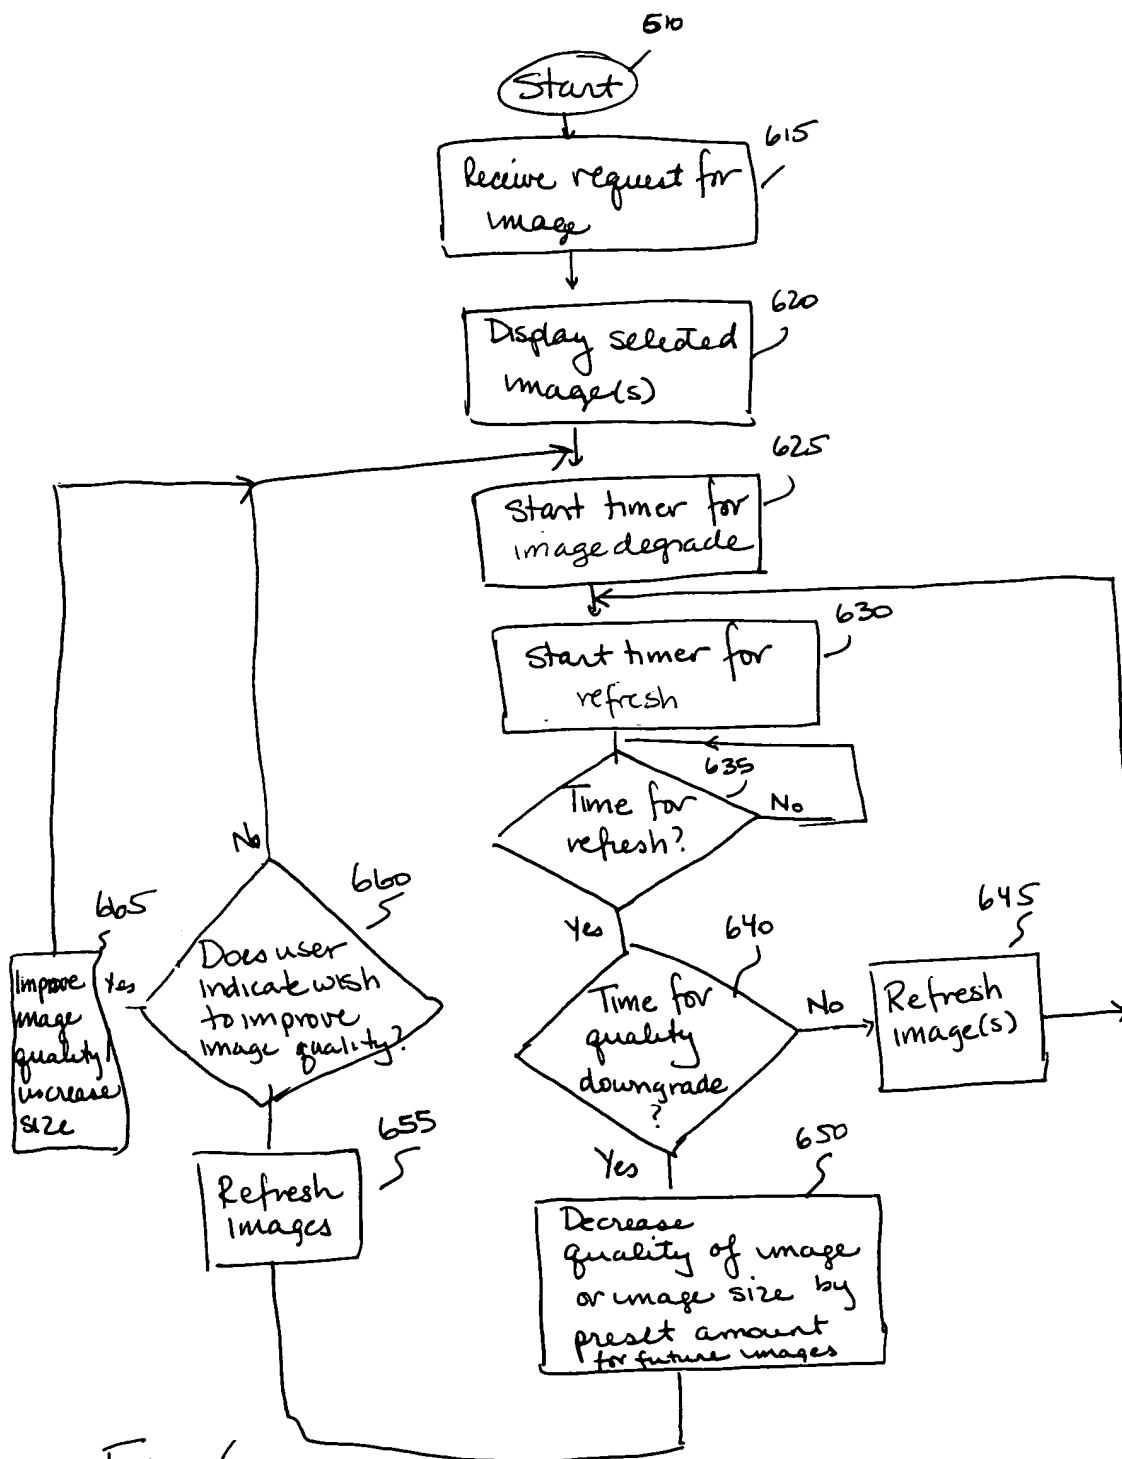 510
Start
615
Receive request for
image
620
Display selected
image(s)
625
Start timer for
image degrade
630
Start timer for
refresh
635
Time for
refresh?
No
Yes
640
Time for
quality
downgrade
?
No
645
Refresh
image(s)
Yes
650
Decrease
quality of image
or image size by
preset amount
for future images
655
Refresh
Images
660
Does user
indicate wish
to improve
image quality?
No
Yes
665
Improve
image
quality/
increase
size